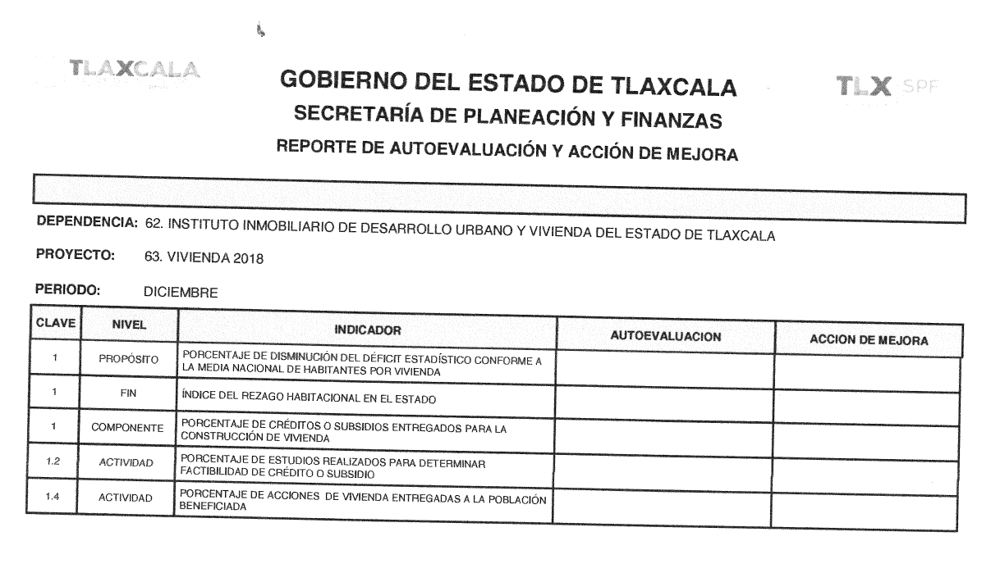 TLAXCALA
TLX SPF
GOBIERNO DEL ESTADO DE TLAXCALA
SECRETARÍA DE PLANEACIÓN Y FINANZAS
REPORTE DE AUTOEVALUACIÓN Y ACCIÓN DE MEJORA
DEPENDENCIA: 62. INSTITUTO INMOBILIARIO DE DESARROLLO URBANO Y VIVIENDA DEL ESTADO DE TLAXCALA
PROYECTO: 63. VIVIENDA 2018
PERIODO: DICIEMBRE
CLAVE NIVEL INDICADOR AUTOEVALUACION ACCION DE MEJORA
1 PROPÓSITO PORCENTAJE DE DISMINUCIÓN DEL DÉFICIT ESTADÍSTICO CONFORME A
LA MEDIA NACIONAL DE HABITANTES POR VIVIENDA
1 FIN ÍNDICE DEL REZAGO HABITACIONAL EN EL ESTADO
1 COMPONENTE PORCENTAJE DE CRÉDITOS O SUBSIDIOS ENTREGADOS PARA LA
CONSTRUCCIÓN DE VIVIENDA
1.2 ACTIVIDAD PORCENTAJE DE ESTUDIOS REALIZADOS PARA DETERMINAR
FACTIBILIDAD DE CRÉDITO O SUBSIDIO
1.4 ACTIVIDAD PORCENTAJE DE ACCIONES DE VIVIENDA ENTREGADAS A LA POBLACIÓN
BENEFICIADA